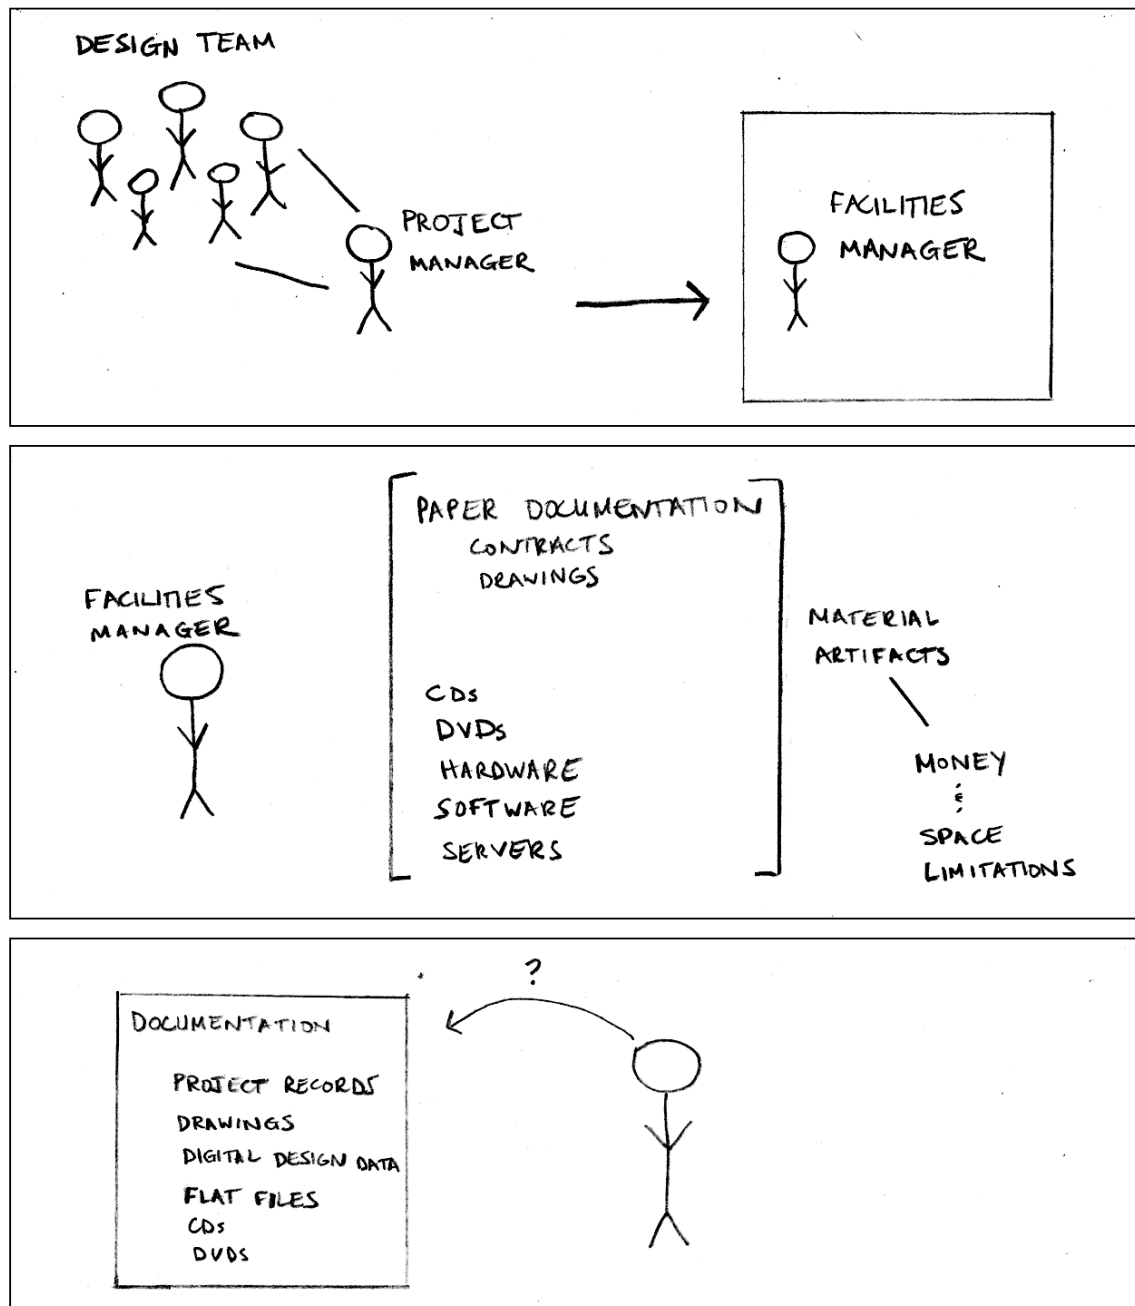 DESIGN TEAM
PROJECT
MANAGER
FACILITIES
MANAGER
PAPER DOCUMENTATION
CONTRACTS
DRAWINGS
FACILITIES
MANAGER
MATERIAL
ARTIFACTS
CDs
DVDs
HARDWARE
SOFTWARE
SERVERS
MONEY
&
SPACE
LIMITATIONS
?
DOCUMENTATION
PROJECT RECORDS
DRAWINGS
DIGITAL DESIGN DATA
FLAT FILES
CDs
DVDs